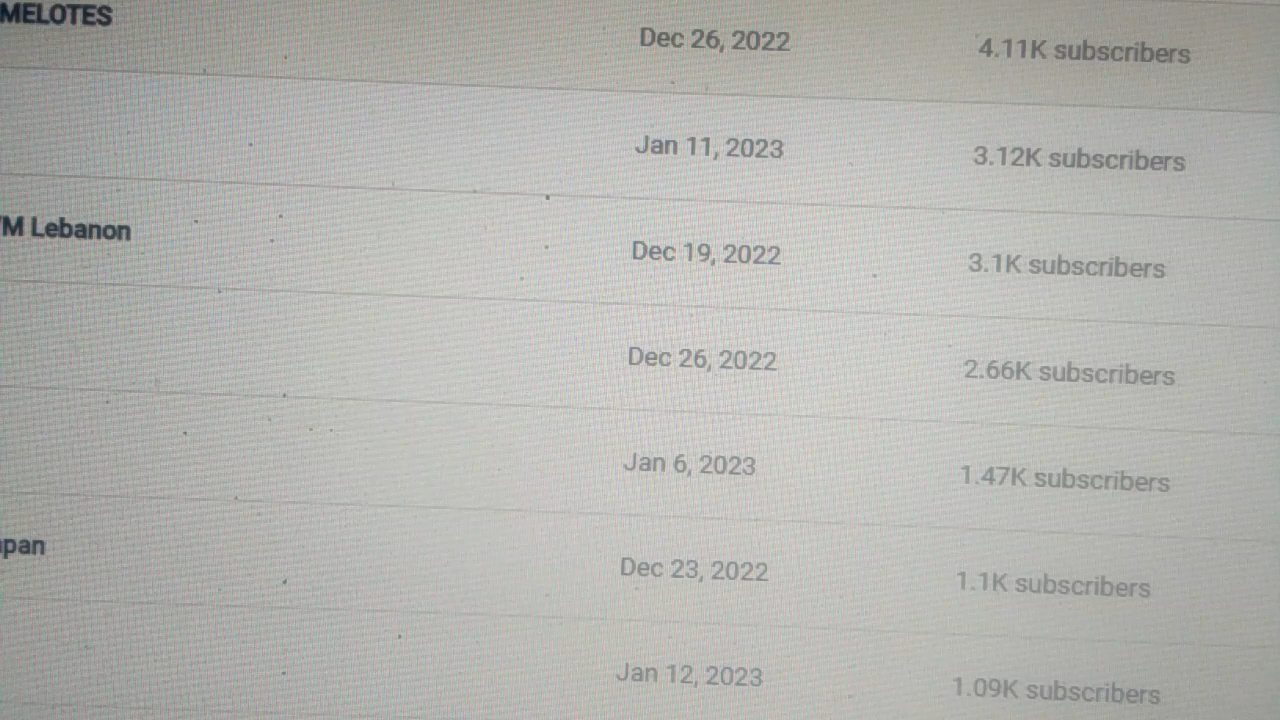 MELOTES Dec 26, 2022 4.11K subscribers
Jan 11, 2023 3.12K subscribers
M Lebanon Dec 19, 2022 3.1K subscribers
Dec 26, 2022 2.66K subscribers
Jan 6, 2023 1.47K subscribers
pan Dec 23, 2022 1.1K subscribers
Jan 12, 2023 1.09K subscribers